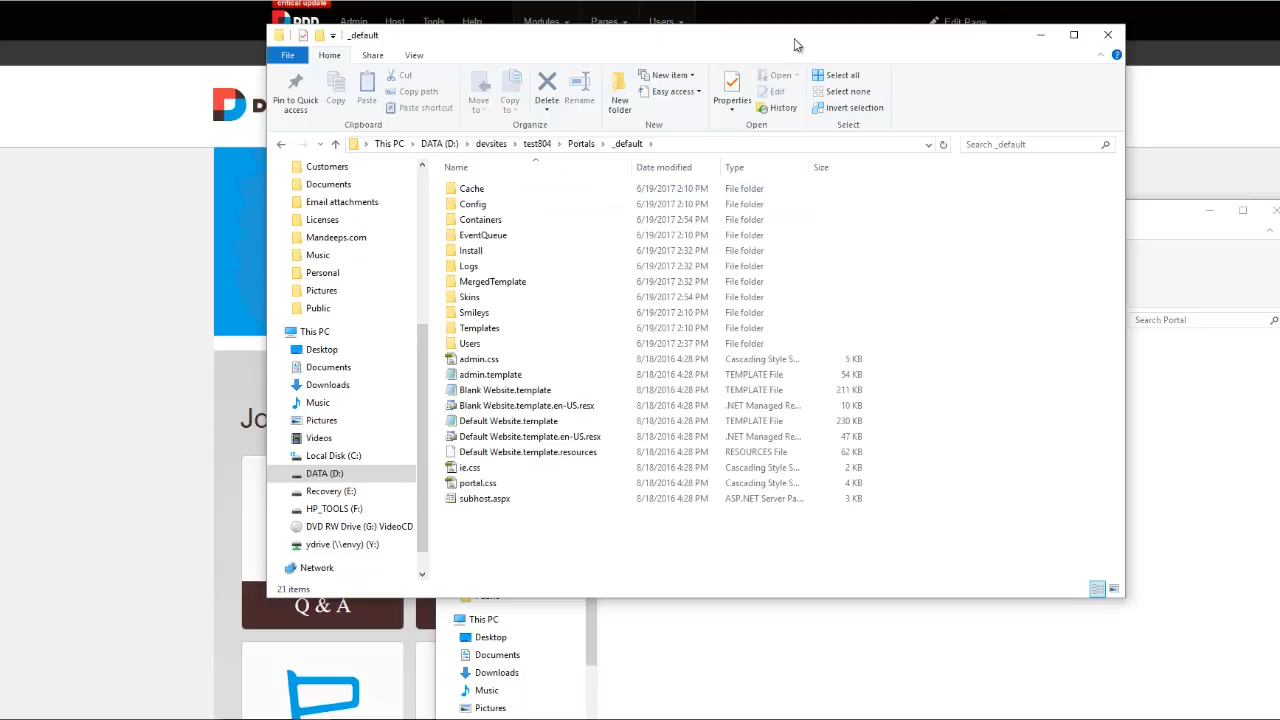 critical update
Admin Host Tools Help Modules Pages Users Edit Page
_default
File Home Share View
Pin to Quick access
Copy
Paste
Cut
Copy path
Paste shortcut
Clipboard
Move to
Copy to
Delete
Rename
Organize
New folder
New item
Easy access
New
Properties
Open
Edit
History
Open
Select all
Select none
Invert selection
Select
This PC DATA (D:) devsites test804 Portals _default
Search _default
Customers
Documents
Email attachments
Licenses
Mandeeps.com
Music
Personal
Pictures
Public
This PC
Desktop
Documents
Downloads
Music
Pictures
Videos
Local Disk (C:)
DATA (D:)
Recovery (E:)
HP_TOOLS (F:)
DVD RW Drive (G:) VideoCD
ydrive (\\envy) (Y:)
Network
Name Date modified Type Size
Cache 6/19/2017 2:10 PM File folder
Config 6/19/2017 2:10 PM File folder
Containers 6/19/2017 2:54 PM File folder
EventQueue 6/19/2017 2:10 PM File folder
Install 6/19/2017 2:32 PM File folder
Logs 6/19/2017 2:32 PM File folder
MergedTemplate 6/19/2017 2:32 PM File folder
Skins 6/19/2017 2:54 PM File folder
Smileys 6/19/2017 2:10 PM File folder
Templates 6/19/2017 2:10 PM File folder
Users 6/19/2017 2:37 PM File folder
admin.css 8/18/2016 4:28 PM Cascading Style S... 5 KB
admin.template 8/18/2016 4:28 PM TEMPLATE File 54 KB
Blank Website.template 8/18/2016 4:28 PM TEMPLATE File 211 KB
Blank Website.template.en-US.resx 8/18/2016 4:28 PM .NET Managed Re... 10 KB
Default Website.template 8/18/2016 4:28 PM TEMPLATE File 230 KB
Default Website.template.en-US.resx 8/18/2016 4:28 PM .NET Managed Re... 47 KB
Default Website.template.resources 8/18/2016 4:28 PM RESOURCES File 62 KB
ie.css 8/18/2016 4:28 PM Cascading Style S... 2 KB
portal.css 8/18/2016 4:28 PM Cascading Style S... 4 KB
subhost.aspx 8/18/2016 4:28 PM ASP.NET Server Pa... 3 KB
21 items
Search Portal
Jo
Q & A
This PC
Desktop
Documents
Downloads
Music
Pictures